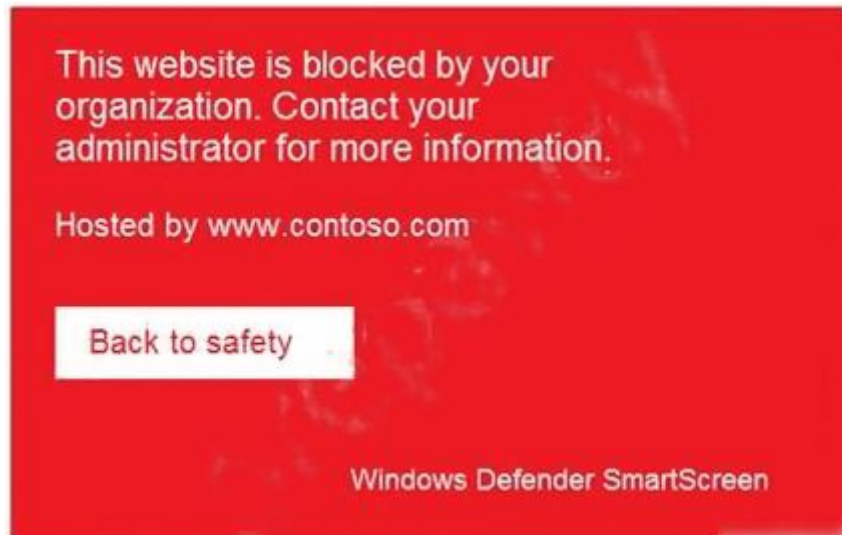 This website is blocked by your
organization. Contact your
administrator for more information.
Hosted by www.contoso.com
Back to safety
Windows Defender SmartScreen